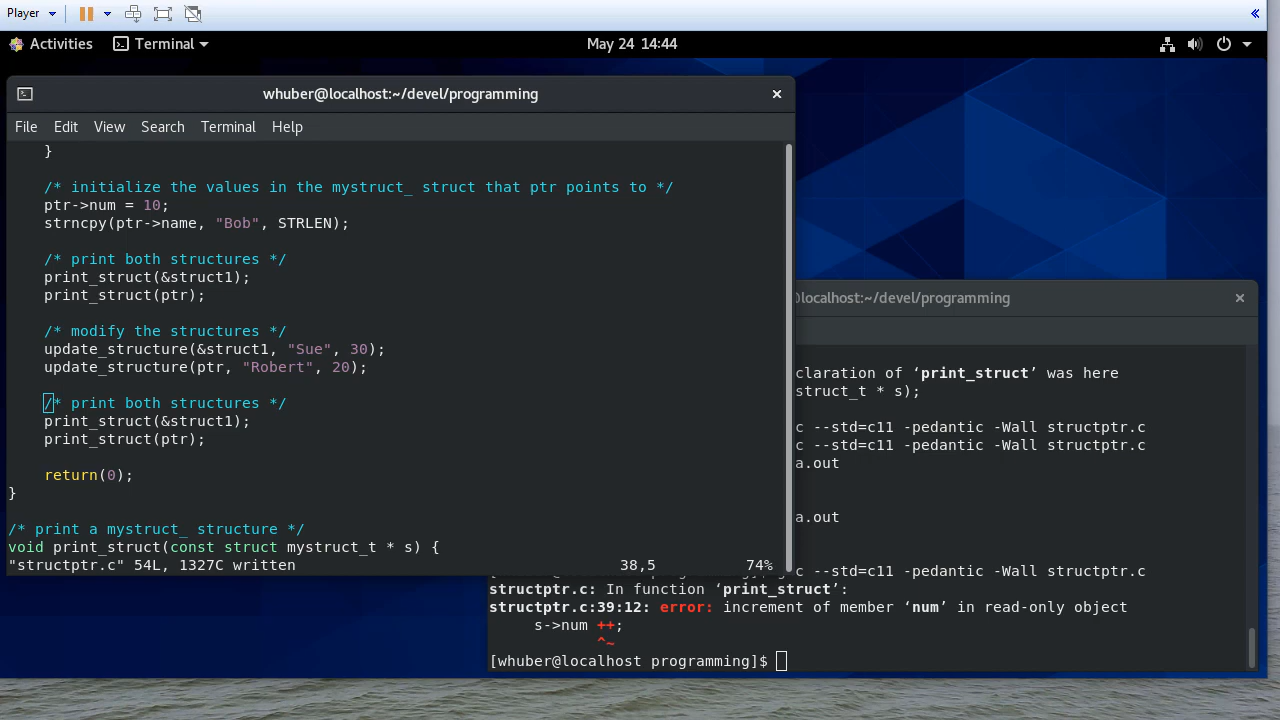 Player
Activities
Terminal
May 24 14:44
whuber@localhost:~/devel/programming
File Edit View Search Terminal Help
}
/* initialize the values in the mystruct_ struct that ptr points to */
ptr->num = 10;
strncpy(ptr->name, "Bob", STRLEN);
/* print both structures */
print_struct(&struct1);
print_struct(ptr);
/* modify the structures */
update_structure(&struct1, "Sue", 30);
update_structure(ptr, "Robert", 20);
/* print both structures */
print_struct(&struct1);
print_struct(ptr);
return(0);
}
/* print a mystruct_ structure */
void print_struct(const struct mystruct_t * s) {
"structptr.c" 54L, 1327C written 38,5 74%
@localhost:~/devel/programming
claration of ‘print_struct’ was here
struct_t * s);
c --std=c11 -pedantic -Wall structptr.c
c --std=c11 -pedantic -Wall structptr.c
a.out
a.out
c --std=c11 -pedantic -Wall structptr.c
structptr.c: In function ‘print_struct’:
structptr.c:39:12: error: increment of member ‘num’ in read-only object
s->num ++;
^~
[whuber@localhost programming]$